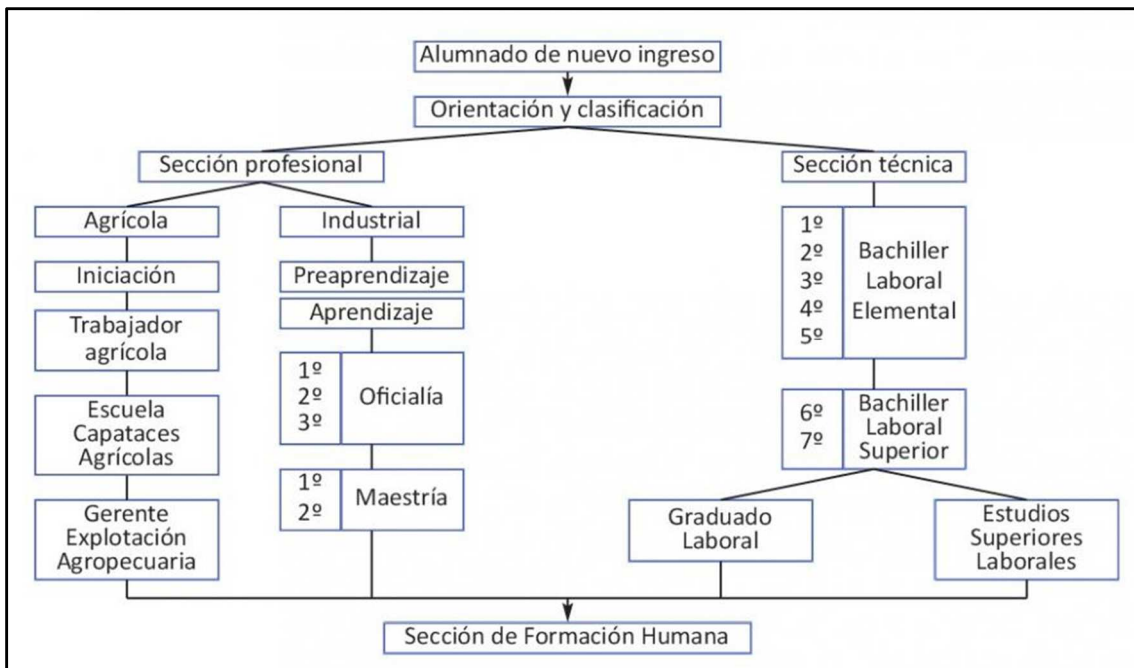 Alumnado de nuevo ingreso
Orientación y clasificación
Sección profesional
Sección técnica
Agrícola
Industrial
Iniciación
Preaprendizaje
Aprendizaje
Trabajador
agrícola
1º
2º
3º
Oficialía
Escuela
Capataces
Agrícolas
1º
2º
Maestría
Gerente
Explotación
Agropecuaria
1º
2º
3º
4º
5º
Bachiller
Laboral
Elemental
6º
7º
Bachiller
Laboral
Superior
Graduado
Laboral
Estudios
Superiores
Laborales
Sección de Formación Humana